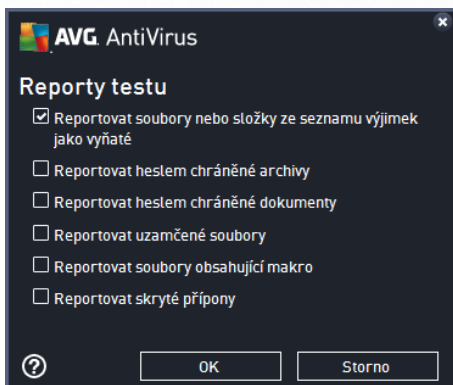 AVG. AntiVirus
Reporty testu
Reportovat soubory nebo složky ze seznamu výjimek
jako vyňaté
Reportovat heslem chráněné archivy
Reportovat heslem chráněné dokumenty
Reportovat uzamčené soubory
Reportovat soubory obsahující makro
Reportovat skryté přípony
?
OK
Storno